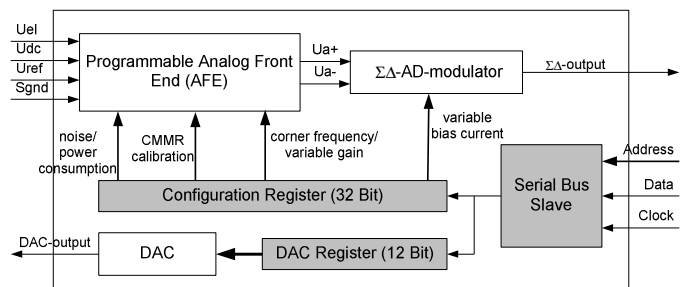 Uel
Udc
Uref
Sgnd
Programmable Analog Front
End (AFE)
Ua+
Ua-
ΣΔ-AD-modulator
ΣΔ-output
noise/
power
consumption
CMMR
calibration
corner frequency/
variable gain
variable
bias current
Configuration Register (32 Bit)
Serial Bus
Slave
Address
Data
Clock
DAC-output
DAC
DAC Register (12 Bit)